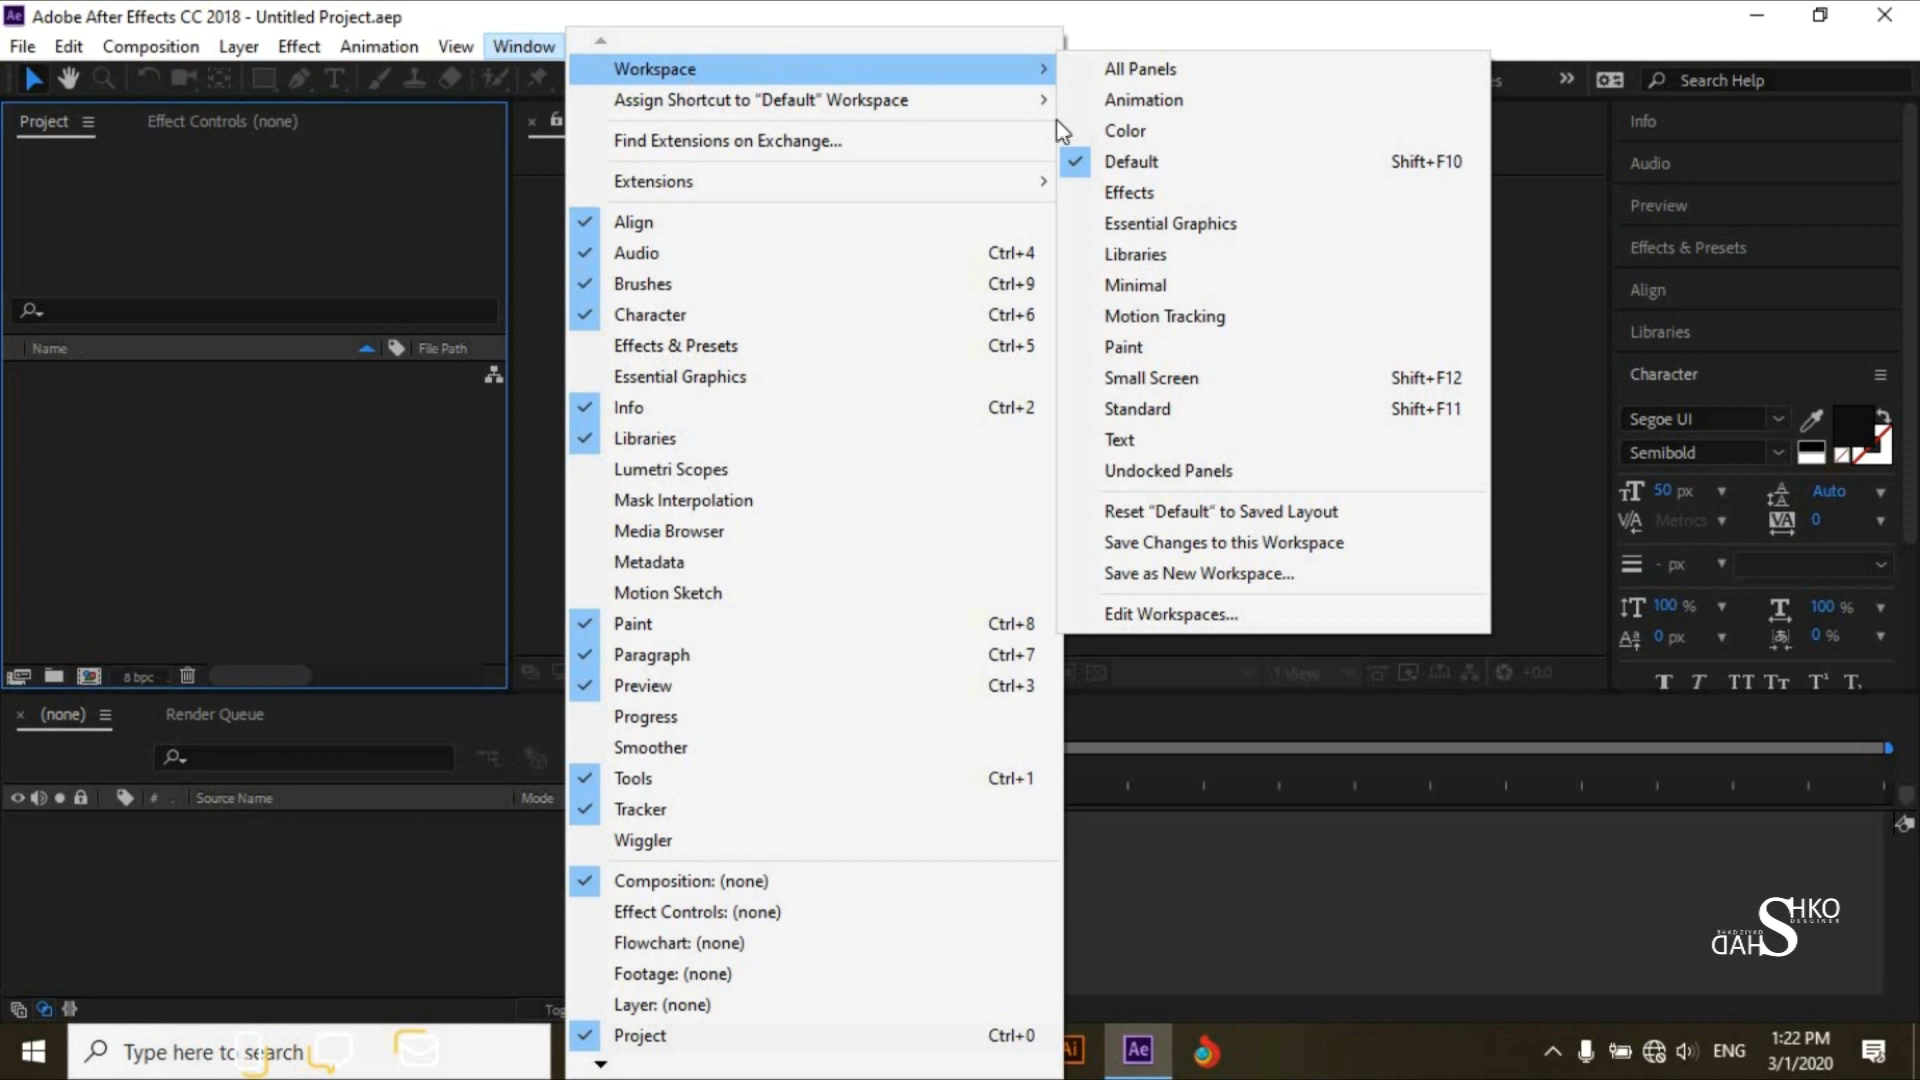 Adobe After Effects CC 2018 - Untitled Project.aep
File Edit Composition Layer Effect Animation View Window
Search Help
Project
Effect Controls (none)
Name
File Path
8 bpc
(none)
Render Queue
# Source Name
Mode
Workspace
Assign Shortcut to "Default" Workspace
Find Extensions on Exchange...
Extensions
Align
Audio Ctrl+4
Brushes Ctrl+9
Character Ctrl+6
Effects & Presets Ctrl+5
Essential Graphics
Info Ctrl+2
Libraries
Lumetri Scopes
Mask Interpolation
Media Browser
Metadata
Motion Sketch
Paint Ctrl+8
Paragraph Ctrl+7
Preview Ctrl+3
Progress
Smoother
Tools Ctrl+1
Tracker
Wiggler
Composition: (none)
Effect Controls: (none)
Flowchart: (none)
Footage: (none)
Layer: (none)
Project Ctrl+0
All Panels
Animation
Color
Default Shift+F10
Effects
Essential Graphics
Libraries
Minimal
Motion Tracking
Paint
Small Screen Shift+F12
Standard Shift+F11
Text
Undocked Panels
Reset "Default" to Saved Layout
Save Changes to this Workspace
Save as New Workspace...
Edit Workspaces...
1 View
+0.0
Info
Audio
Preview
Effects & Presets
Align
Libraries
Character
Segoe UI
Semibold
50 px Auto
Metrics 0
- px
100 % 100 %
0 px 0 %
SHKO
Type here to search
Ai
Ae
ENG
1:22 PM
3/1/2020